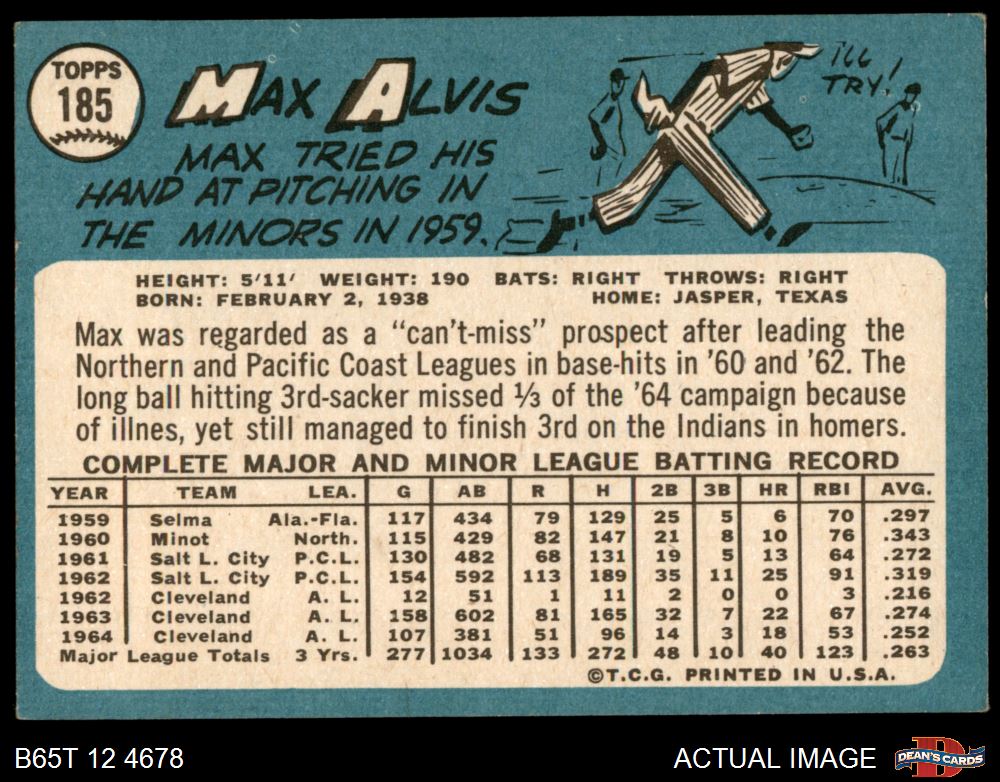 TOPPS
185
MAX ALVIS
I'LL
TRY!
MAX TRIED HIS
HAND AT PITCHING IN
THE MINORS IN 1959.
HEIGHT: 5'11' WEIGHT: 190 BATS: RIGHT THROWS: RIGHT
BORN: FEBRUARY 2, 1938 HOME: JASPER, TEXAS
Max was regarded as a “can't-miss” prospect after leading the
Northern and Pacific Coast Leagues in base-hits in '60 and '62. The
long ball hitting 3rd-sacker missed ⅓ of the '64 campaign because
of illnes, yet still managed to finish 3rd on the Indians in homers.
COMPLETE MAJOR AND MINOR LEAGUE BATTING RECORD
YEAR TEAM LEA. G AB R H 2B 3B HR RBI AVG.
1959 Selma Ala.-Fla. 117 434 79 129 25 5 6 70 .297
1960 Minot North. 115 429 82 147 21 8 10 76 .343
1961 Salt L. City P.C.L. 130 482 68 131 19 5 13 64 .272
1962 Salt L. City P.C.L. 154 592 113 189 35 11 25 91 .319
1962 Cleveland A. L. 12 51 1 11 2 0 0 3 .216
1963 Cleveland A. L. 158 602 81 165 32 7 22 67 .274
1964 Cleveland A. L. 107 381 51 96 14 3 18 53 .252
Major League Totals 3 Yrs. 277 1034 133 272 48 10 40 123 .263
©T.C.G. PRINTED IN U.S.A.
B65T 12 4678
ACTUAL IMAGE
D
DEAN'S CARDS